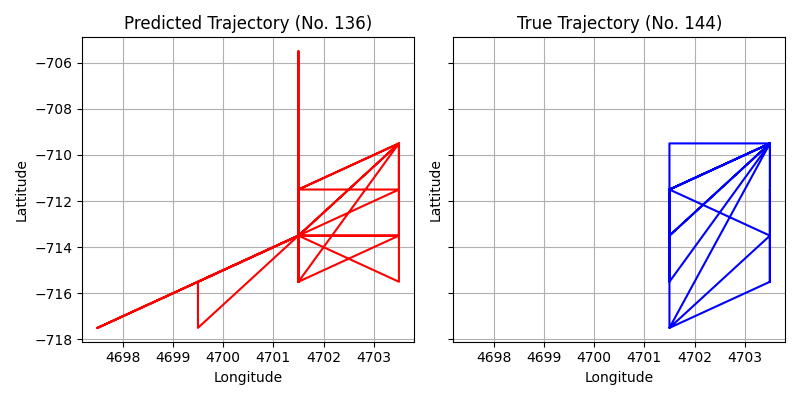 Predicted Trajectory (No. 136)
True Trajectory (No. 144)
Lattitude
−706
−708
−710
−712
−714
−716
−718
4698 4699 4700 4701 4702 4703
Longitude
Lattitude
4698 4699 4700 4701 4702 4703
Longitude